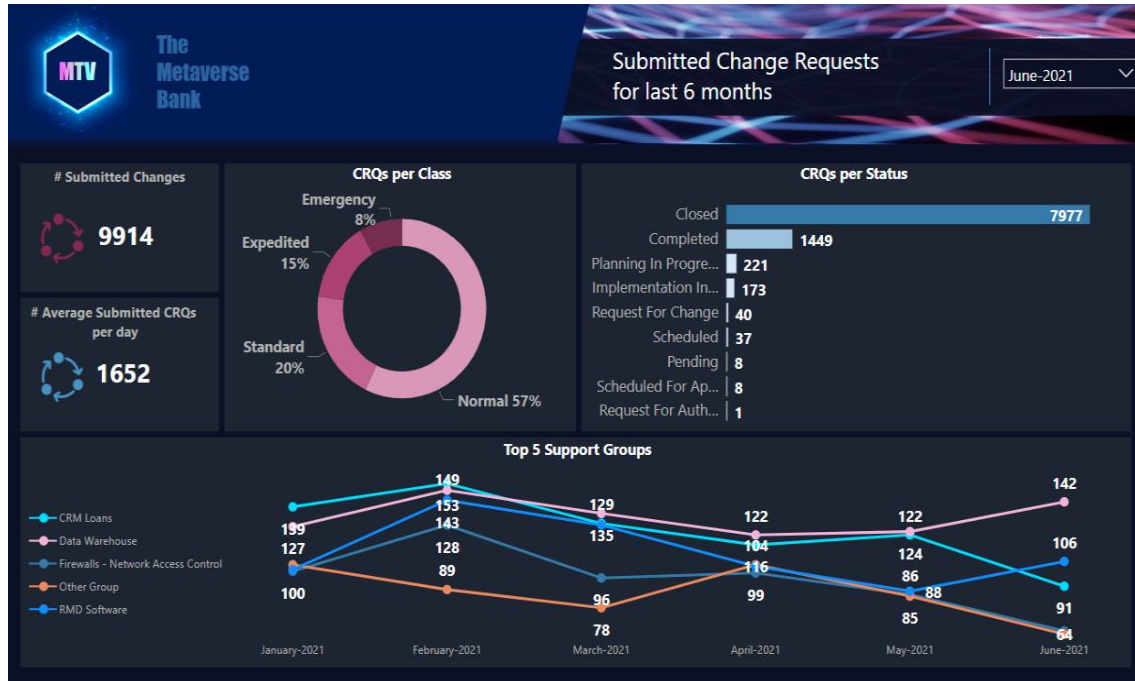 MTV
The
Metaverse
Bank
Submitted Change Requests
for last 6 months
June-2021
# Submitted Changes
9914
# Average Submitted CRQs
per day
1652
CRQs per Class
Emergency
8%
Expedited
15%
Standard
20%
Normal 57%
CRQs per Status
Closed 7977
Completed 1449
Planning In Progre... 221
Implementation In... 173
Request For Change 40
Scheduled 37
Pending 8
Scheduled For Ap... 8
Request For Auth... 1
Top 5 Support Groups
CRM Loans
Data Warehouse
Firewalls - Network Access Control
Other Group
RMD Software
127
100
149
153
143
128
89
129
135
96
78
122
104
116
99
122
124
86
88
85
142
106
91
64
January-2021 February-2021 March-2021 April-2021 May-2021 June-2021